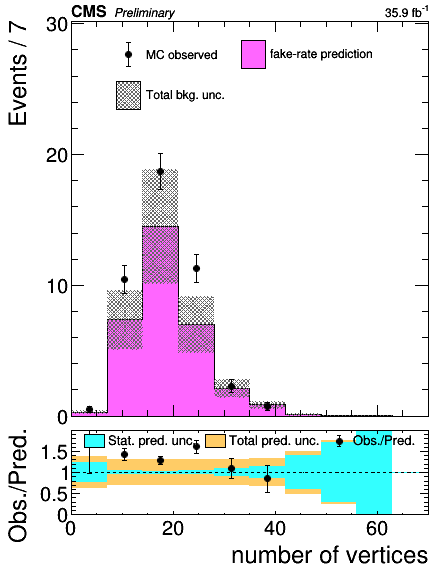 CMS Preliminary 35.9 fb-1
Events / 7
MC observed
fake-rate prediction
Total bkg. unc.
30
20
10
0
Obs./Pred.
Stat. pred. unc.
Total pred. unc.
Obs./Pred.
1.5
1
0.5
0
0 20 40 60
number of vertices